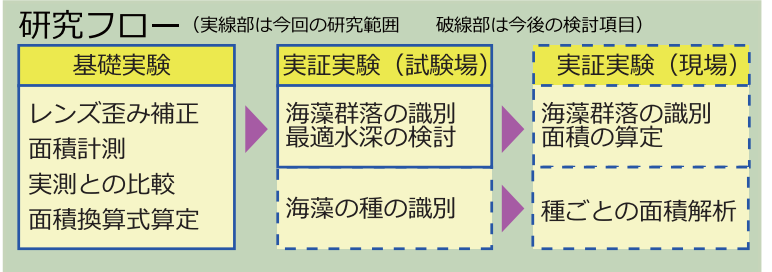 研究フロー（実線部は今回の研究範囲　　破線部は今後の検討項目）
基礎実験
レンズ歪み補正
面積計測
実測との比較
面積換算式算定
実証実験（試験場）
海藻群落の識別
最適水深の検討
海藻の種の識別
実証実験（現場）
海藻群落の識別
面積の算定
種ごとの面積解析